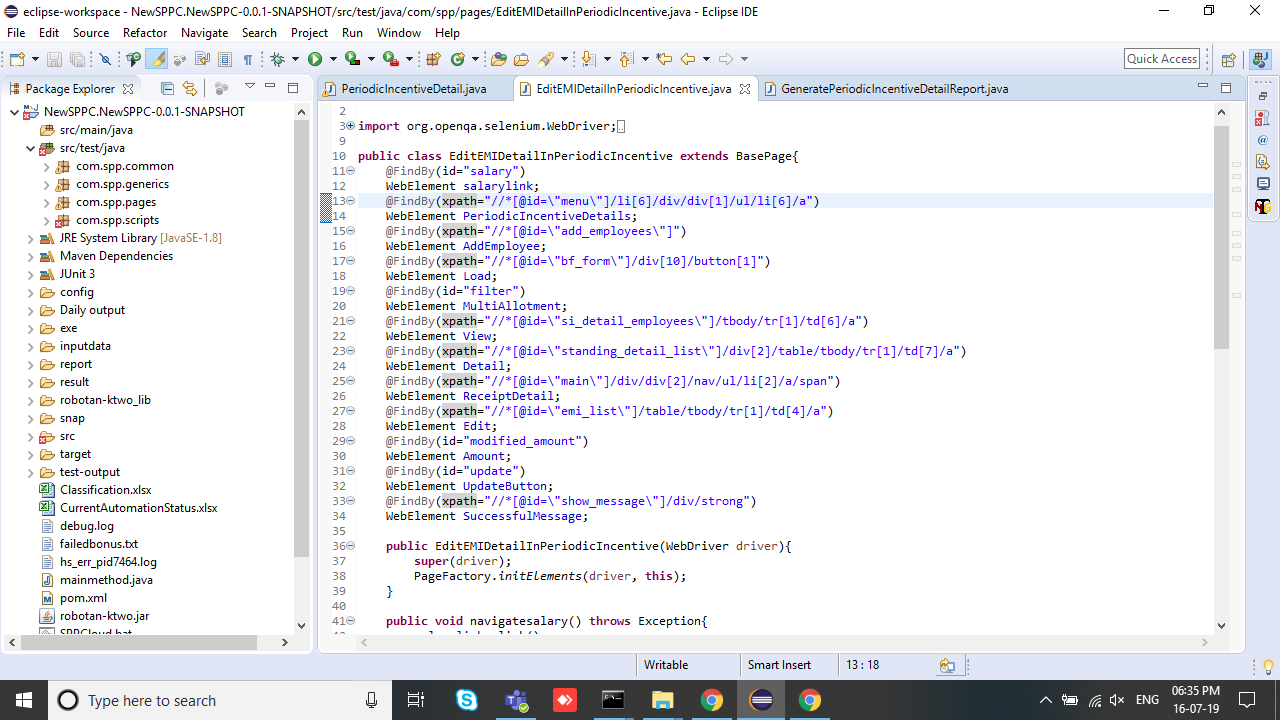 eclipse-workspace - NewSPPC.NewSPPC-0.0.1-SNAPSHOT/src/test/java/com/spp/pages/EditEMIDetailInPeriodicIncentive.java - Eclipse IDE
File Edit Source Refactor Navigate Search Project Run Window Help
Quick Access
Package Explorer
NewSPPC.NewSPPC-0.0.1-SNAPSHOT
src/main/java
src/test/java
com.spp.common
com.spp.generics
com.spp.pages
com.spp.scripts
JRE System Library [JavaSE-1.8]
Maven Dependencies
JUnit 3
config
Daily output
exe
inputdata
report
result
robotan-ktwo_lib
snap
src
target
test-output
Classification.xlsx
CurrentAutomationStatus.xlsx
debug.log
failedbonus.txt
hs_err_pid7464.log
mainmethod.java
pom.xml
robotan-ktwo.jar
SPPCloud.bat
PeriodicIncentiveDetail.java EditEMIDetailInPeriodicIncentive.java GeneratePeriodicIncentiveDetailReport.java
2
3 import org.openqa.selenium.WebDriver;
9
10 public class EditEMIDetailInPeriodicIncentive extends BasePage{
11 @FindBy(id="salary")
12 WebElement salarylink;
13 @FindBy(xpath="//*[@id=\"menu\"]/li[6]/div/div[1]/ul/li[6]/a")
14 WebElement PeriodicIncentiveDetails;
15 @FindBy(xpath="//*[@id=\"add_employees\"]")
16 WebElement AddEmployee;
17 @FindBy(xpath="//*[@id=\"bf_form\"]/div[10]/button[1]")
18 WebElement Load;
19 @FindBy(id="filter")
20 WebElement MultiAllotment;
21 @FindBy(xpath="//*[@id=\"si_detail_employees\"]/tbody/tr[1]/td[6]/a")
22 WebElement View;
23 @FindBy(xpath="//*[@id=\"standing_detail_list\"]/div[2]/table/tbody/tr[1]/td[7]/a")
24 WebElement Detail;
25 @FindBy(xpath="//*[@id=\"main\"]/div/div[2]/nav/ul/li[2]/a/span")
26 WebElement ReceiptDetail;
27 @FindBy(xpath="//*[@id=\"emi_list\"]/table/tbody/tr[1]/td[4]/a")
28 WebElement Edit;
29 @FindBy(id="modified_amount")
30 WebElement Amount;
31 @FindBy(id="update")
32 WebElement UpdateButton;
33 @FindBy(xpath="//*[@id=\"show_message\"]/div/strong")
34 WebElement SuccessfulMessage;
35
36 public EditEMIDetailInPeriodicIncentive(WebDriver driver){
37 super(driver);
38 PageFactory.initElements(driver, this);
39 }
40
41 public void navigatesalary() throws Exception{
Writable Smart Insert 13 : 18
Type here to search
ENG
06:35 PM
16-07-19